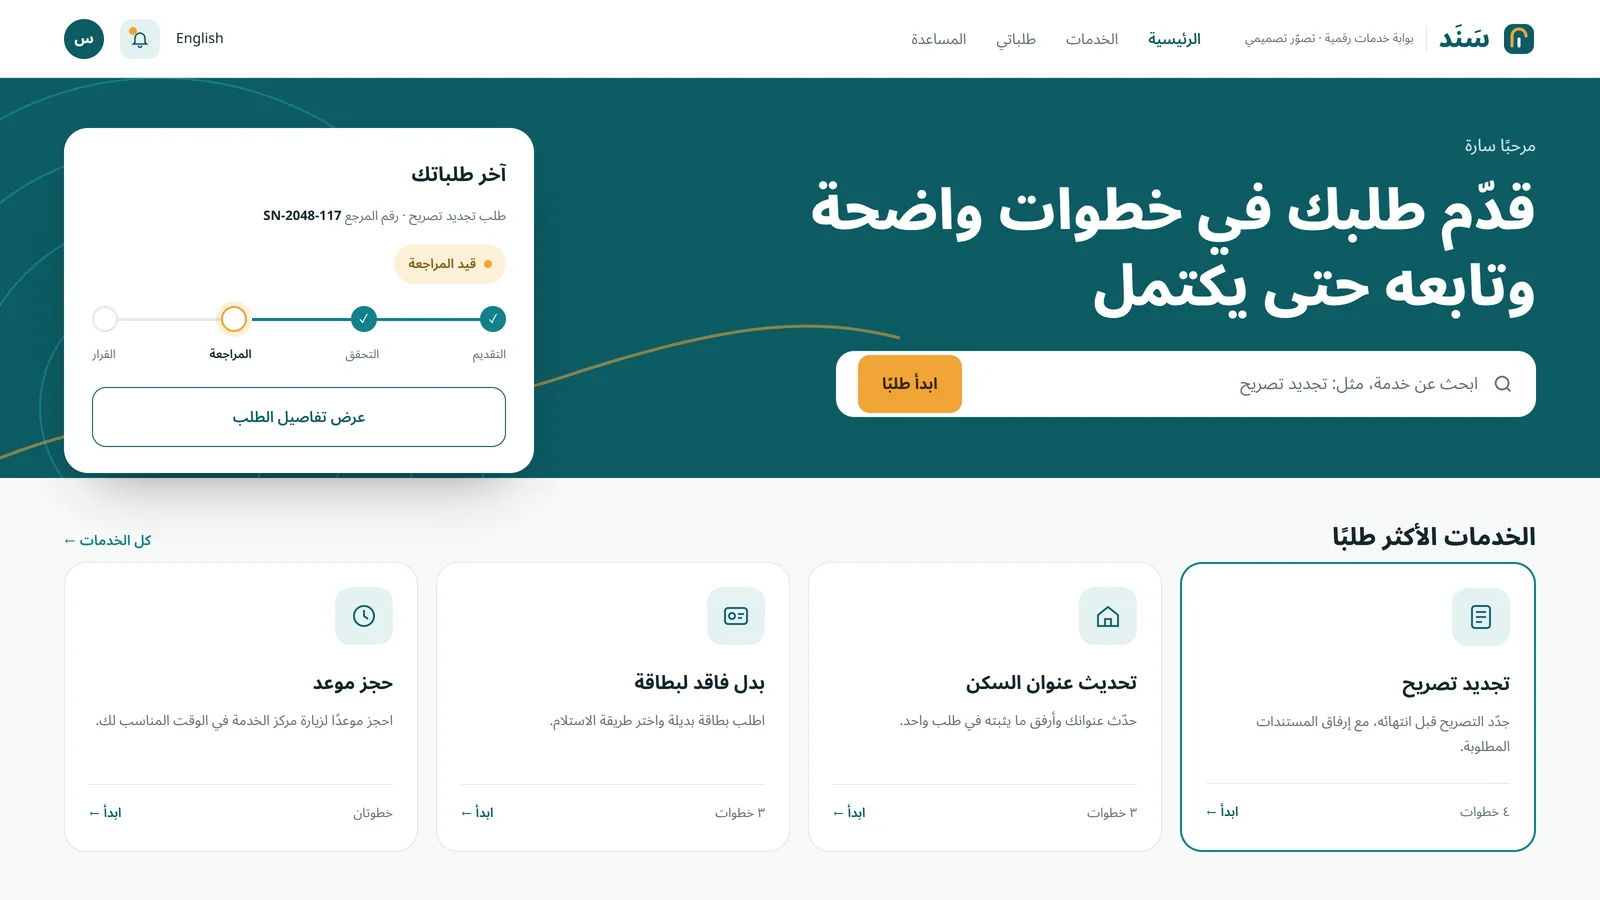 سَنَد
بوابة خدمات رقمية · تصوّر تصميمي
الرئيسية
الخدمات
طلباتي
المساعدة
English
س
مرحبًا سارة
قدّم طلبك في خطوات واضحة
وتابعه حتى يكتمل
ابحث عن خدمة، مثل: تجديد تصريح
ابدأ طلبًا
آخر طلباتك
طلب تجديد تصريح · رقم المرجع SN-2048-117
قيد المراجعة
التقديم
التحقق
المراجعة
القرار
عرض تفاصيل الطلب
الخدمات الأكثر طلبًا
كل الخدمات ←
تجديد تصريح
جدّد التصريح قبل انتهائه، مع إرفاق المستندات
المطلوبة.
٤ خطوات
ابدأ ←
تحديث عنوان السكن
حدّث عنوانك وأرفق ما يثبته في طلب واحد.
٣ خطوات
ابدأ ←
بدل فاقد لبطاقة
اطلب بطاقة بديلة واختر طريقة الاستلام.
٣ خطوات
ابدأ ←
حجز موعد
احجز موعدًا لزيارة مركز الخدمة في الوقت المناسب لك.
خطوتان
ابدأ ←